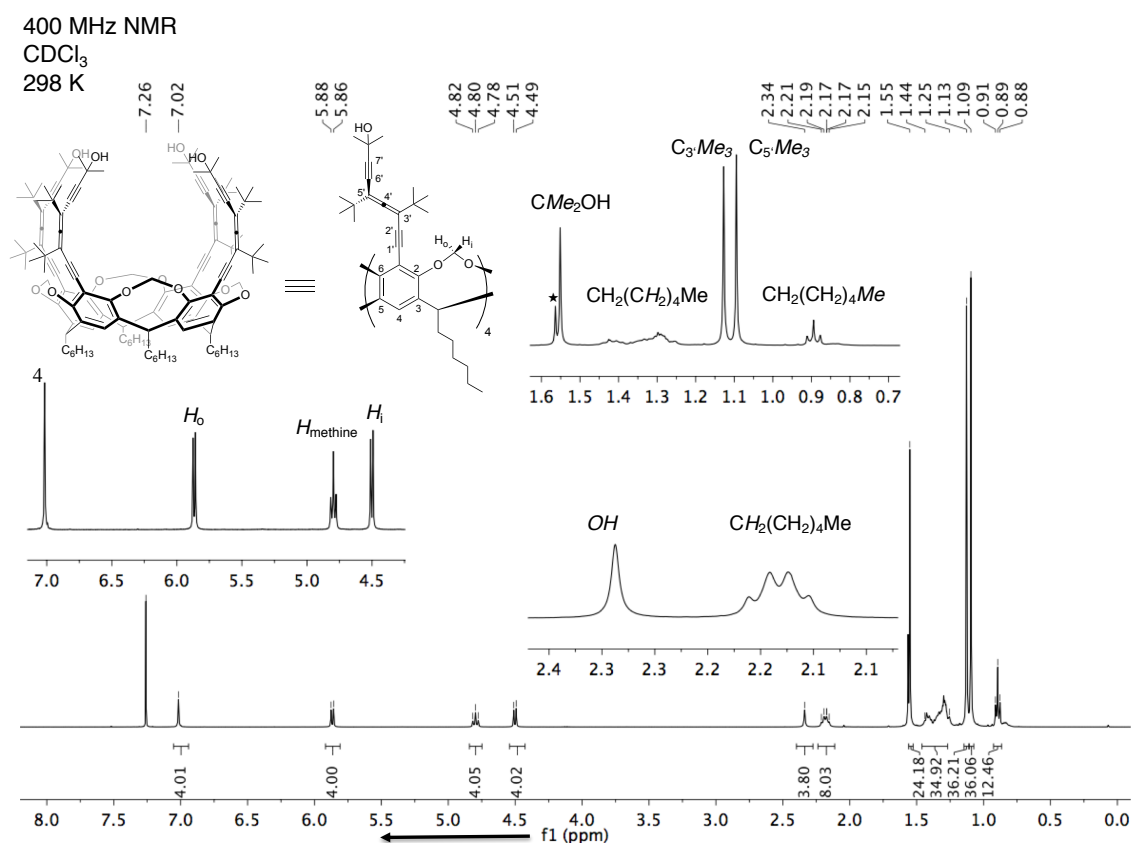 400 MHz NMR
CDCl₃
298 K
7.26
7.02
5.88
5.86
4.82
4.80
4.78
4.51
4.49
2.34
2.21
2.19
2.17
2.17
2.15
1.55
1.44
1.25
1.13
1.09
0.91
0.89
0.88
HO
OH
OH
HO
O
O
O
O
O
O
C₆H₁₃
C₆H₁₃
C₆H₁₃
C₆H₁₃
HO
7'
6'
5'
4'
3'
2'
1'
Hₒ
Hᵢ
O
O
6
2
5
3
4
4
CMe₂OH
C₃'Me₃
C₅'Me₃
★
CH₂(CH₂)₄Me
CH₂(CH₂)₄Me
1.6 1.5 1.4 1.3 1.2 1.1 1.0 0.9 0.8 0.7
4
Hₒ
Hmethine
Hᵢ
7.0 6.5 6.0 5.5 5.0 4.5
OH
CH₂(CH₂)₄Me
2.4 2.3 2.3 2.2 2.2 2.1 2.1
4.01
4.00
4.05
4.02
3.80
8.03
24.18
34.92
36.21
36.06
12.46
8.0 7.5 7.0 6.5 6.0 5.5 5.0 4.5 4.0 3.5 3.0 2.5 2.0 1.5 1.0 0.5 0.0
f1 (ppm)